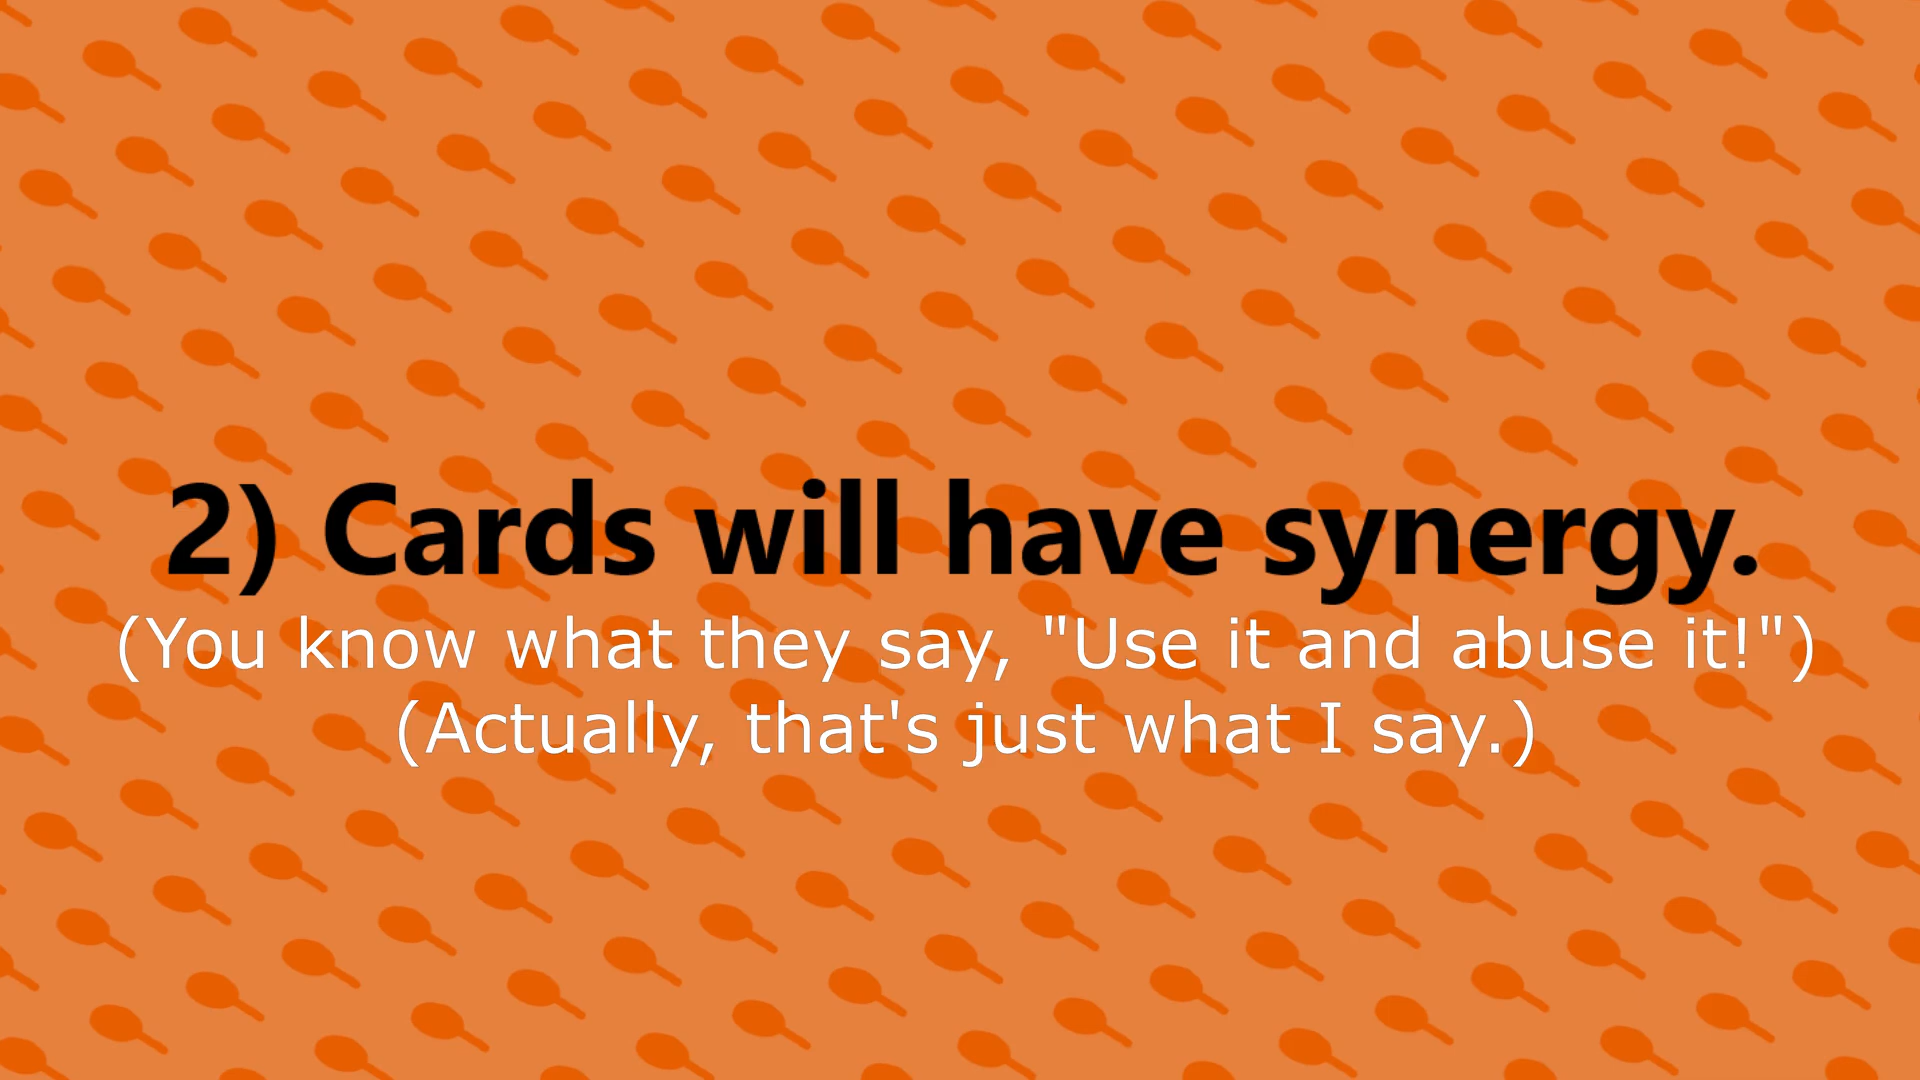 2) Cards will have synergy.
(You know what they say, "Use it and abuse it!")
(Actually, that's just what I say.)